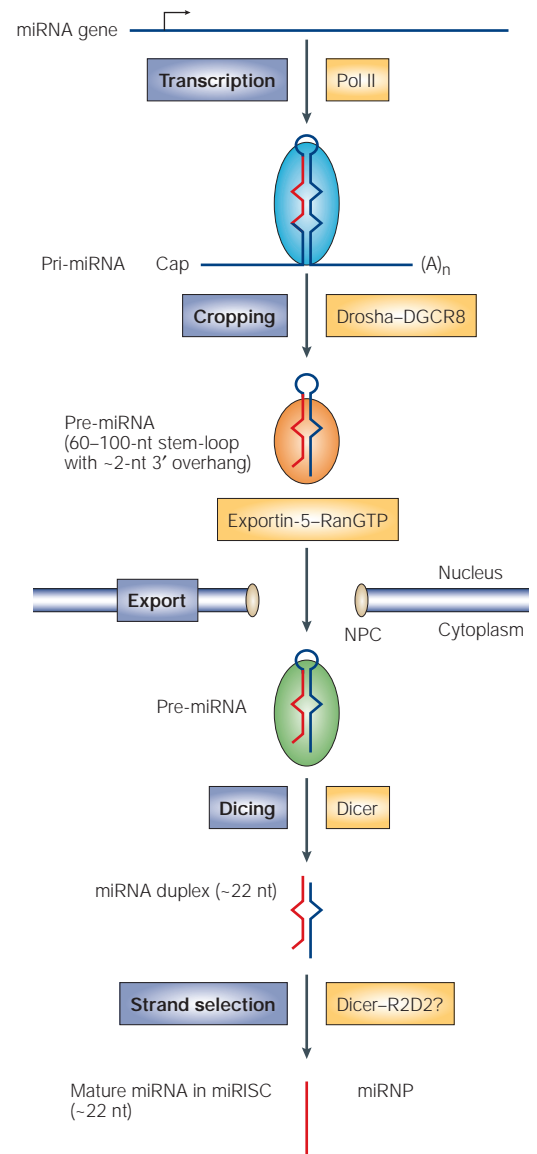 miRNA gene
Transcription
Pol II
Pri-miRNA
Cap
(A)n
Cropping
Drosha–DGCR8
Pre-miRNA
(60–100-nt stem-loop
with ~2-nt 3′ overhang)
Exportin-5–RanGTP
Nucleus
Export
NPC
Cytoplasm
Pre-miRNA
Dicing
Dicer
miRNA duplex (~22 nt)
Strand selection
Dicer–R2D2?
Mature miRNA in miRISC
(~22 nt)
miRNP